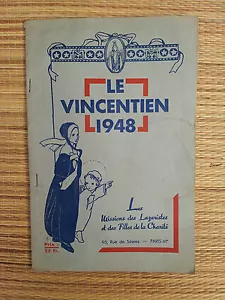 LE
VINCENTIEN
1948
Les
Missions des Lazaristes
et des Filles de la Charité
95, Rue de Sèvres - PARIS-6e
PRIX :